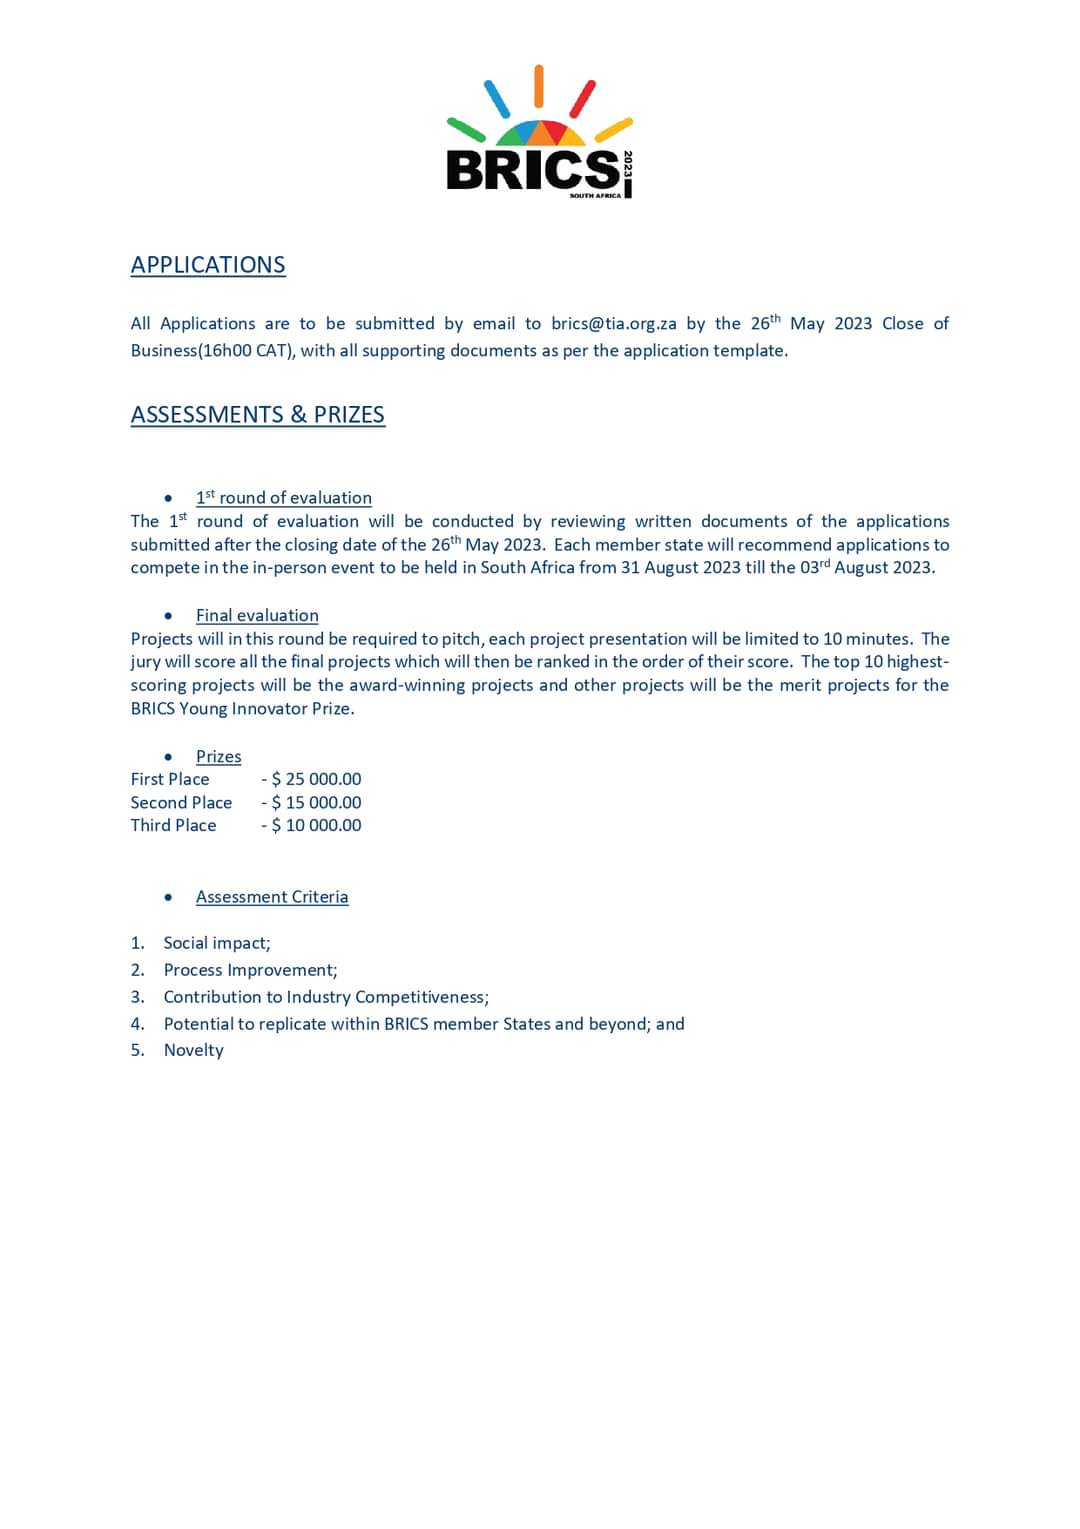 BRICS
2023
SOUTH AFRICA
APPLICATIONS
All Applications are to be submitted by email to brics@tia.org.za by the 26th May 2023 Close of
Business(16h00 CAT), with all supporting documents as per the application template.
ASSESSMENTS & PRIZES
• 1st round of evaluation
The 1st round of evaluation will be conducted by reviewing written documents of the applications
submitted after the closing date of the 26th May 2023. Each member state will recommend applications to
compete in the in-person event to be held in South Africa from 31 August 2023 till the 03rd August 2023.
• Final evaluation
Projects will in this round be required to pitch, each project presentation will be limited to 10 minutes. The
jury will score all the final projects which will then be ranked in the order of their score. The top 10 highest-
scoring projects will be the award-winning projects and other projects will be the merit projects for the
BRICS Young Innovator Prize.
• Prizes
First Place - $ 25 000.00
Second Place - $ 15 000.00
Third Place - $ 10 000.00
• Assessment Criteria
1. Social impact;
2. Process Improvement;
3. Contribution to Industry Competitiveness;
4. Potential to replicate within BRICS member States and beyond; and
5. Novelty